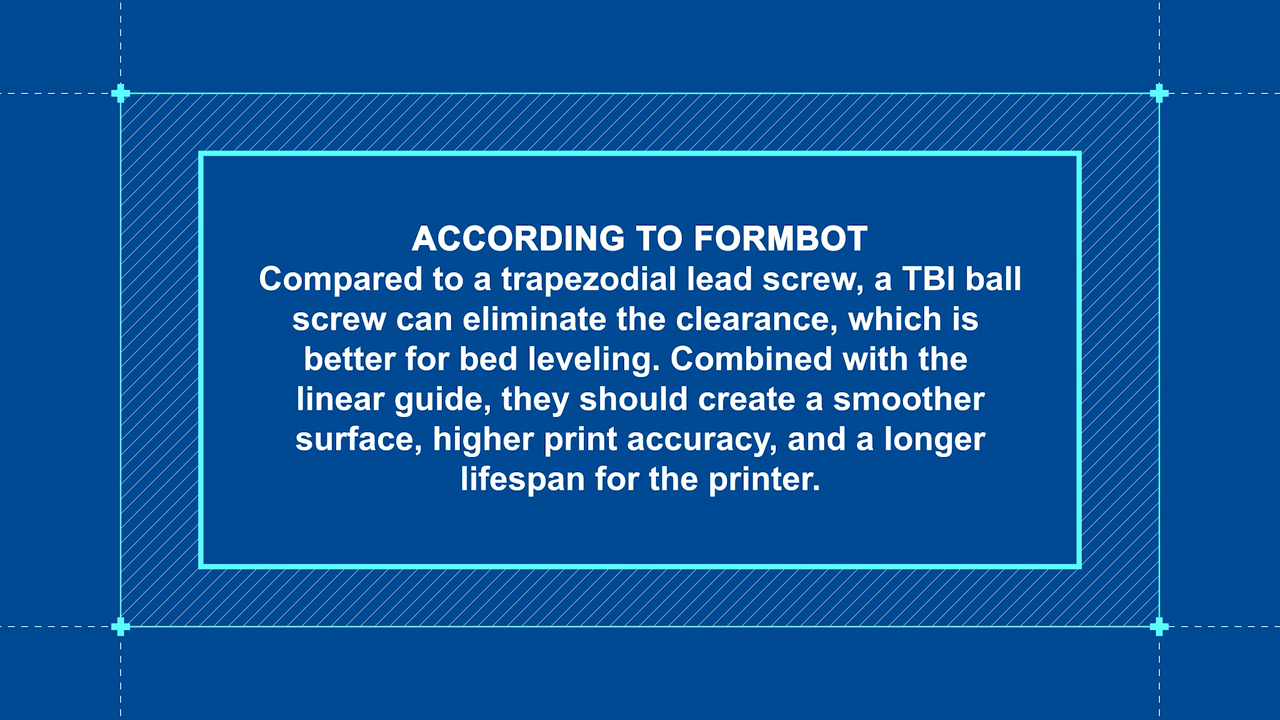 ACCORDING TO FORMBOT
Compared to a trapezodial lead screw, a TBI ball
screw can eliminate the clearance, which is
better for bed leveling. Combined with the
linear guide, they should create a smoother
surface, higher print accuracy, and a longer
lifespan for the printer.